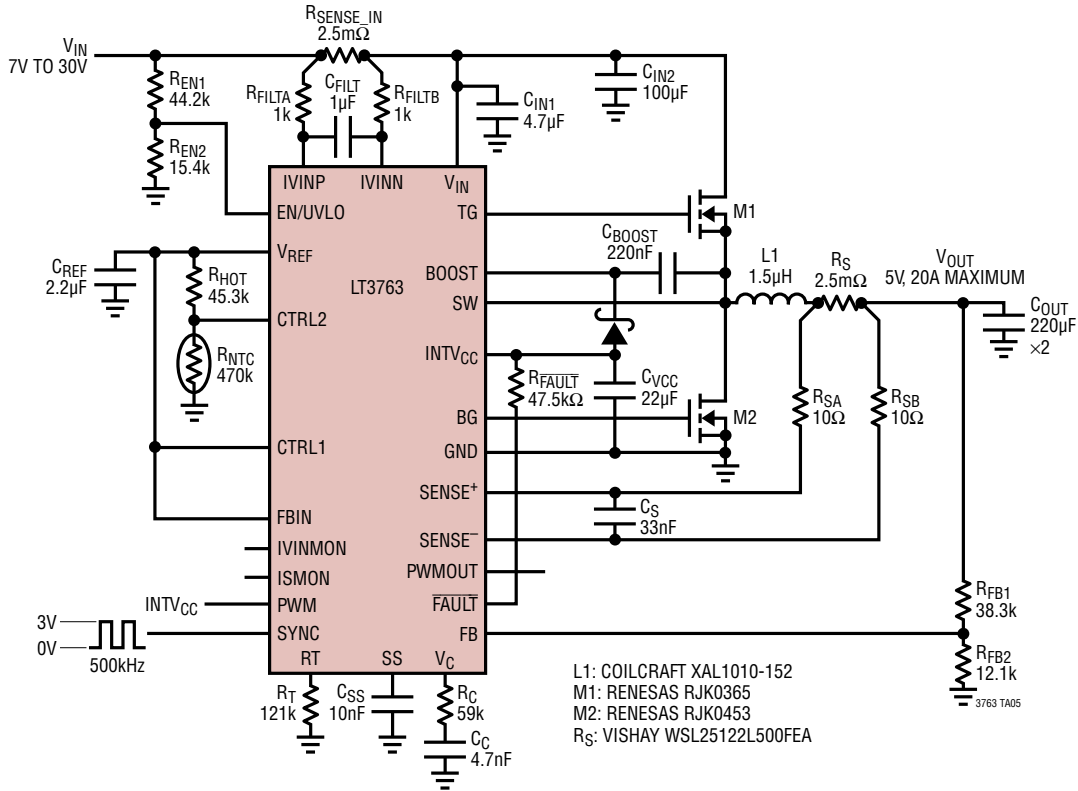 RSENSE_IN
2.5mΩ
VIN
7V TO 30V
REN1
44.2k
REN2
15.4k
RFILTA
1k
CFILT
1µF
RFILTB
1k
CIN1
4.7µF
CIN2
100µF
IVINP
IVINN
VIN
EN/UVLO
TG
M1
VREF
CREF
2.2µF
RHOT
45.3k
LT3763
BOOST
CBOOST
220nF
SW
L1
1.5µH
RS
2.5mΩ
VOUT
5V, 20A MAXIMUM
COUT
220µF
×2
CTRL2
RNTC
470k
INTVCC
RFAULT
47.5kΩ
CVCC
22µF
RSA
10Ω
RSB
10Ω
BG
M2
CTRL1
GND
SENSE+
CS
33nF
FBIN
SENSE–
IVINMON
PWMOUT
ISMON
INTVCC
PWM
FAULT
RFB1
38.3k
3V
0V
500kHz
SYNC
FB
RFB2
12.1k
RT
SS
VC
RT
121k
CSS
10nF
RC
59k
CC
4.7nF
L1: COILCRAFT XAL1010-152
M1: RENESAS RJK0365
M2: RENESAS RJK0453
RS: VISHAY WSL25122L500FEA
3763 TA05